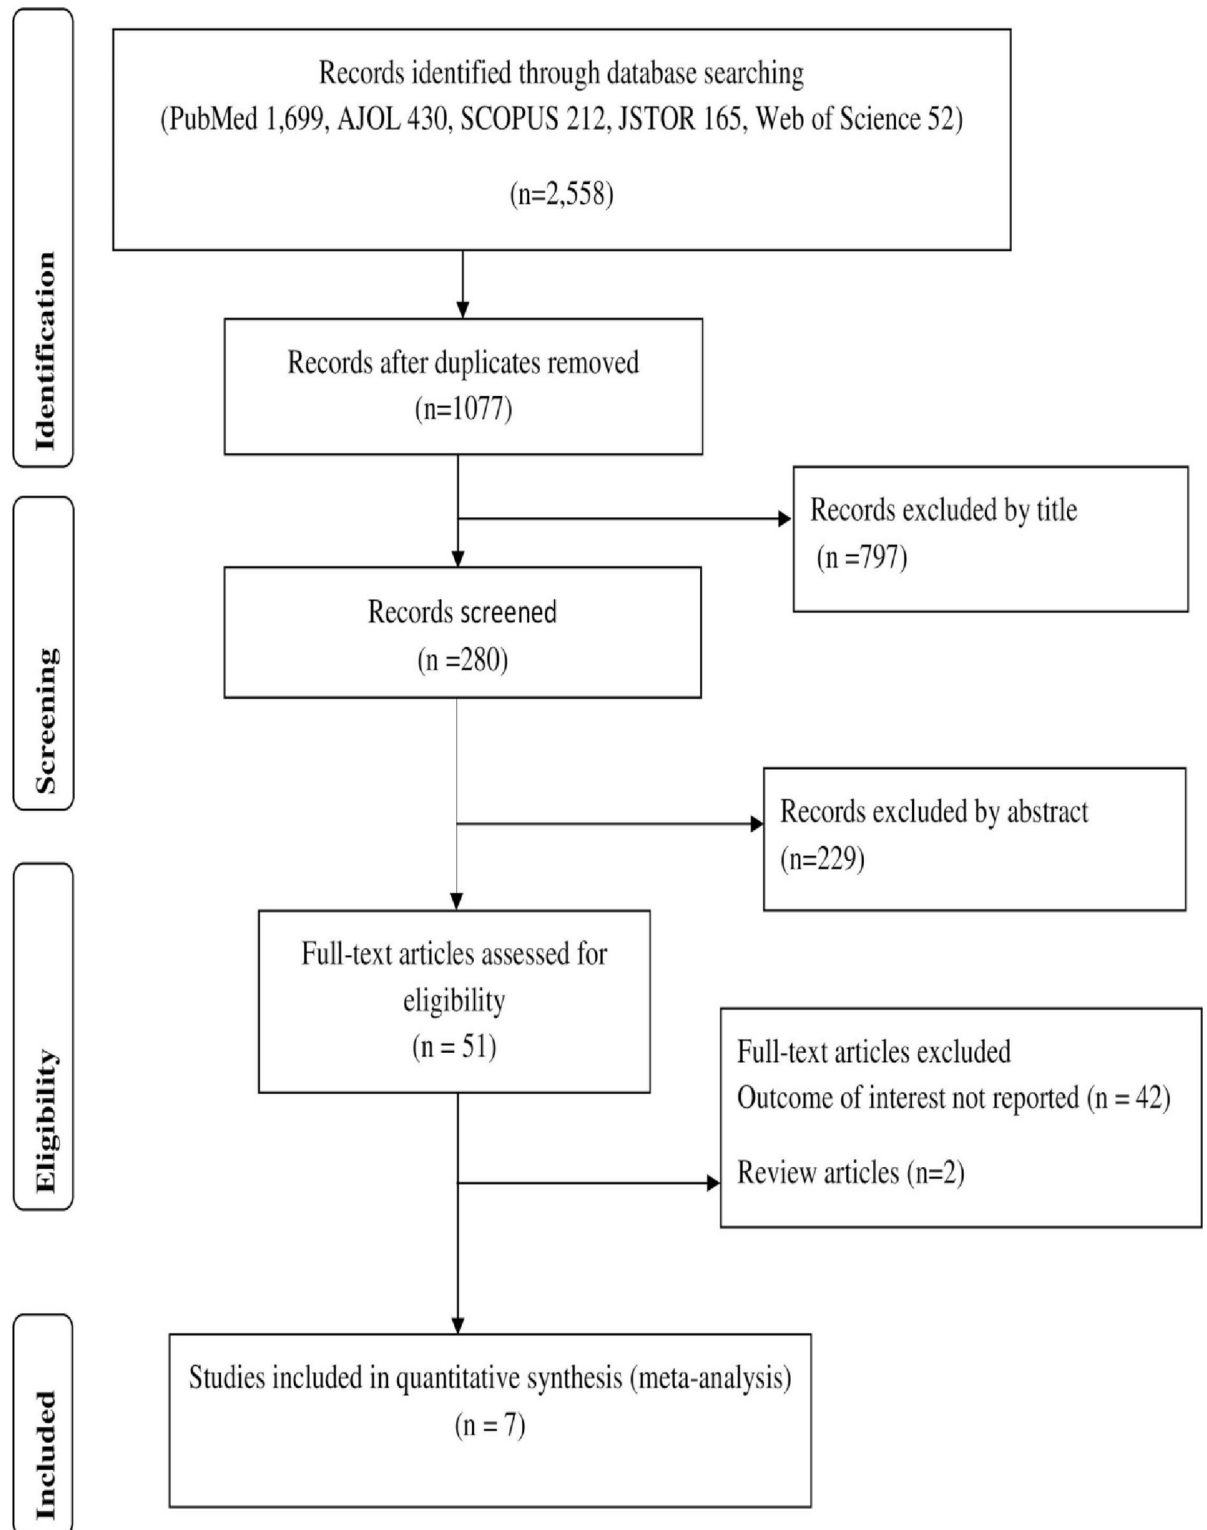 Identification
Records identified through database searching
(PubMed 1,699, AJOL 430, SCOPUS 212, JSTOR 165, Web of Science 52)
(n=2,558)
Records after duplicates removed
(n=1077)
Screening
Records excluded by title
(n =797)
Records screened
(n =280)
Records excluded by abstract
(n=229)
Eligibility
Full-text articles assessed for
eligibility
(n = 51)
Full-text articles excluded
Outcome of interest not reported (n = 42)
Review articles (n=2)
Included
Studies included in quantitative synthesis (meta-analysis)
(n = 7)